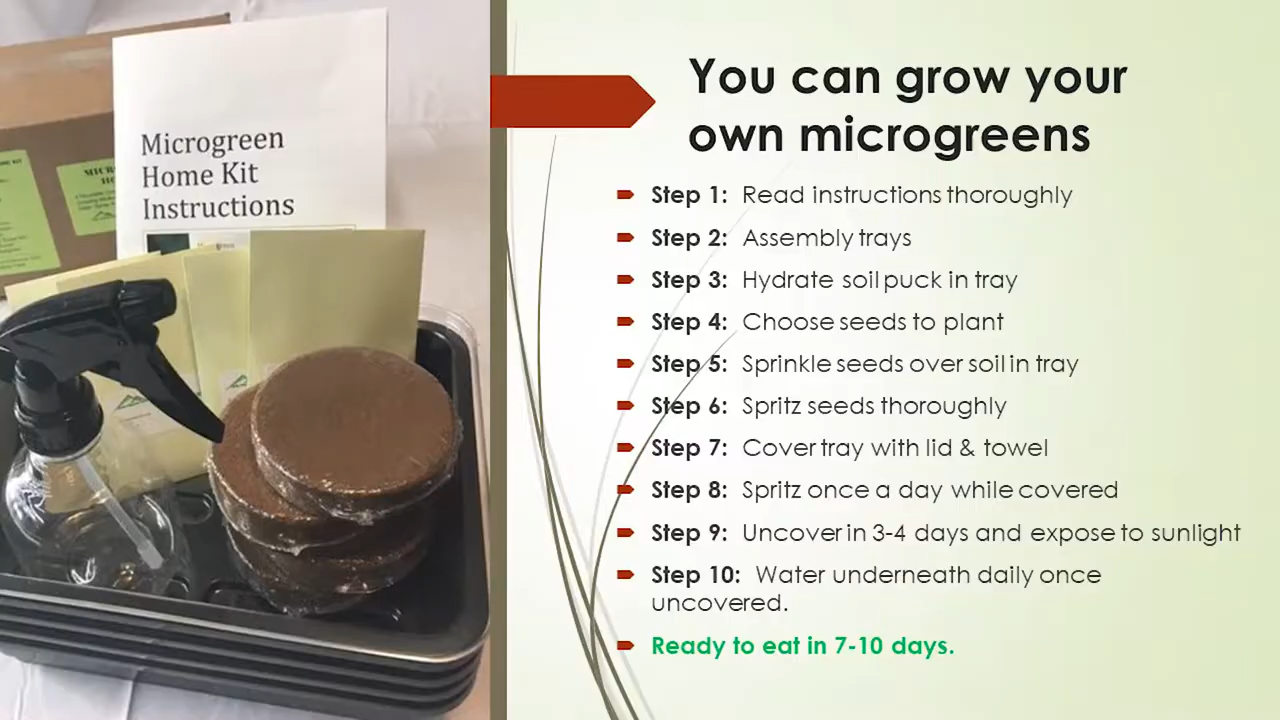 Microgreen
Home Kit
Instructions
You can grow your
own microgreens
Step 1: Read instructions thoroughly
Step 2: Assembly trays
Step 3: Hydrate soil puck in tray
Step 4: Choose seeds to plant
Step 5: Sprinkle seeds over soil in tray
Step 6: Spritz seeds thoroughly
Step 7: Cover tray with lid & towel
Step 8: Spritz once a day while covered
Step 9: Uncover in 3-4 days and expose to sunlight
Step 10: Water underneath daily once
uncovered.
Ready to eat in 7-10 days.